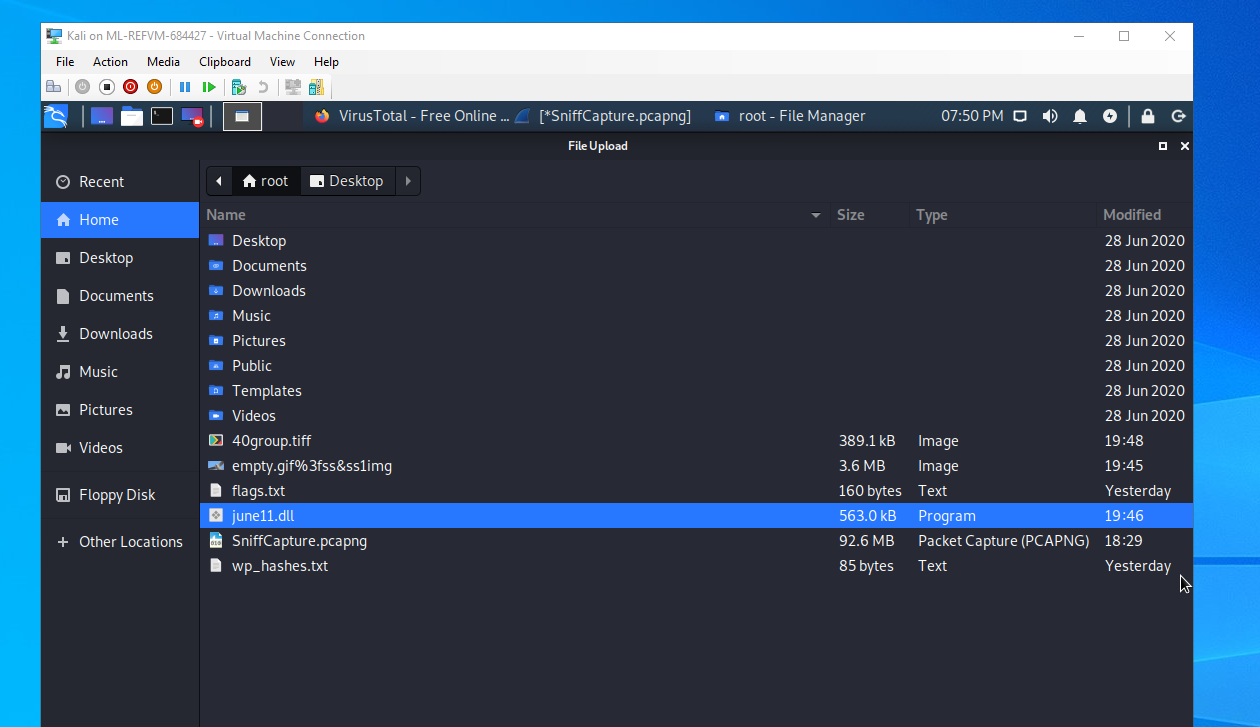 Kali on ML-REFVM-684427 - Virtual Machine Connection
File Action Media Clipboard View Help
VirusTotal - Free Online ... [*SniffCapture.pcapng] root - File Manager 07:50 PM
File Upload
Recent
Home
Desktop
Documents
Downloads
Music
Pictures
Videos
Floppy Disk
+ Other Locations
root Desktop
Name Size Type Modified
Desktop 28 Jun 2020
Documents 28 Jun 2020
Downloads 28 Jun 2020
Music 28 Jun 2020
Pictures 28 Jun 2020
Public 28 Jun 2020
Templates 28 Jun 2020
Videos 28 Jun 2020
40group.tiff 389.1 kB Image 19:48
empty.gif%3fss&ss1img 3.6 MB Image 19:45
flags.txt 160 bytes Text Yesterday
june11.dll 563.0 kB Program 19:46
SniffCapture.pcapng 92.6 MB Packet Capture (PCAPNG) 18:29
wp_hashes.txt 85 bytes Text Yesterday